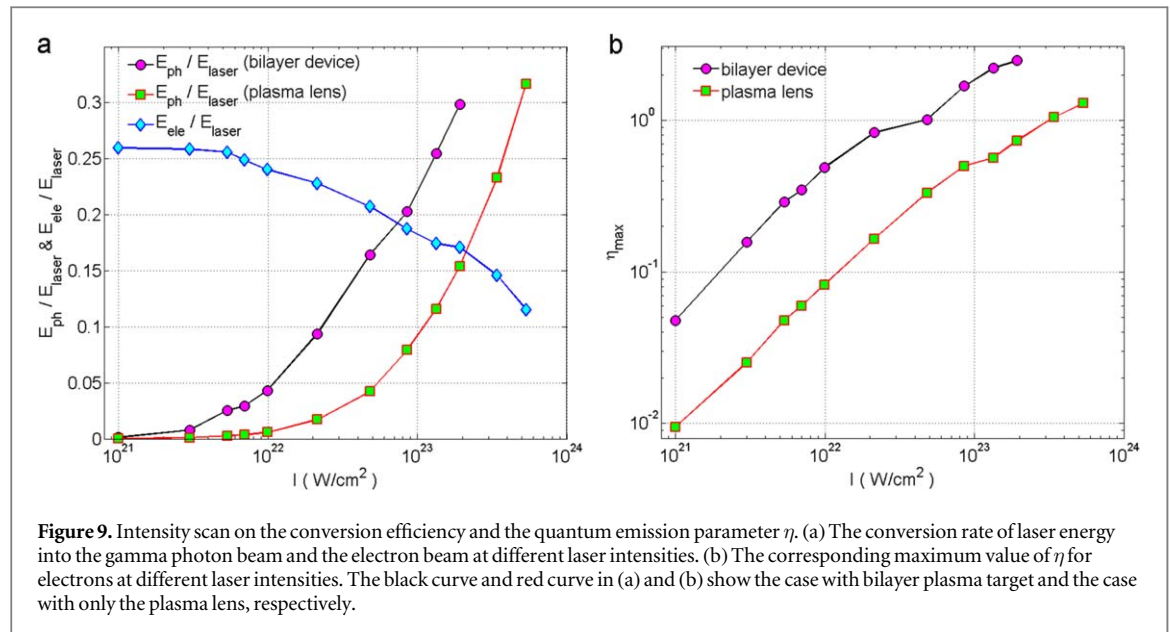 a
E_ph / E_laser (bilayer device)
E_ph / E_laser (plasma lens)
E_ele / E_laser
E_ph / E_laser & E_ele / E_laser
0.3
0.25
0.2
0.15
0.1
0.05
0
10^21
10^22
10^23
10^24
I ( W/cm²)
b
bilayer device
plasma lens
η_max
10^0
10^-1
10^-2
10^21
10^22
10^23
10^24
I ( W/cm²)
Figure 9. Intensity scan on the conversion efficiency and the quantum emission parameter η. (a) The conversion rate of laser energy
into the gamma photon beam and the electron beam at different laser intensities. (b) The corresponding maximum value of η for
electrons at different laser intensities. The black curve and red curve in (a) and (b) show the case with bilayer plasma target and the case
with only the plasma lens, respectively.